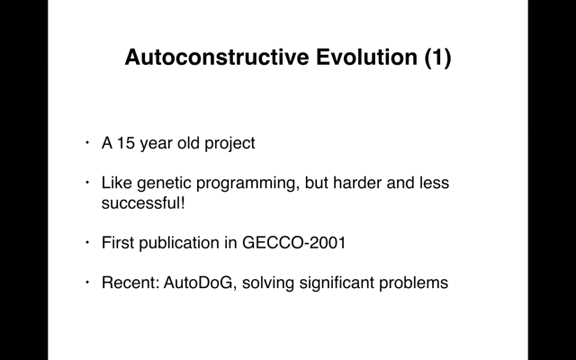 Autoconstructive Evolution (1)
• A 15 year old project
• Like genetic programming, but harder and less
successful!
• First publication in GECCO-2001
• Recent: AutoDoG, solving significant problems